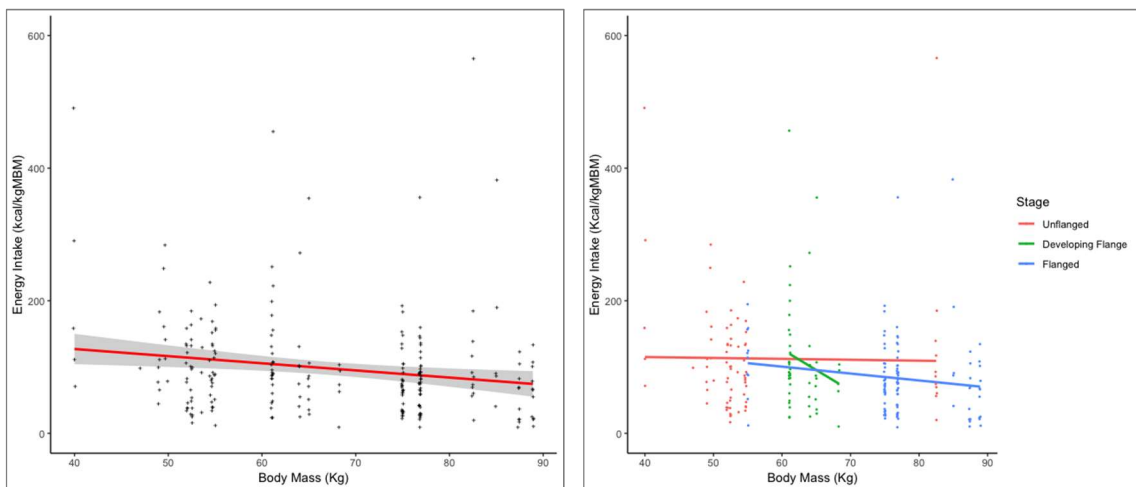 600
400
200
0
Energy Intake (kcal/kgMBM)
40 50 60 70 80 90
Body Mass (Kg)
600
400
200
0
Energy Intake (Kcal/kgMBM)
40 50 60 70 80 90
Body Mass (Kg)
Stage
Unflanged
Developing Flange
Flanged